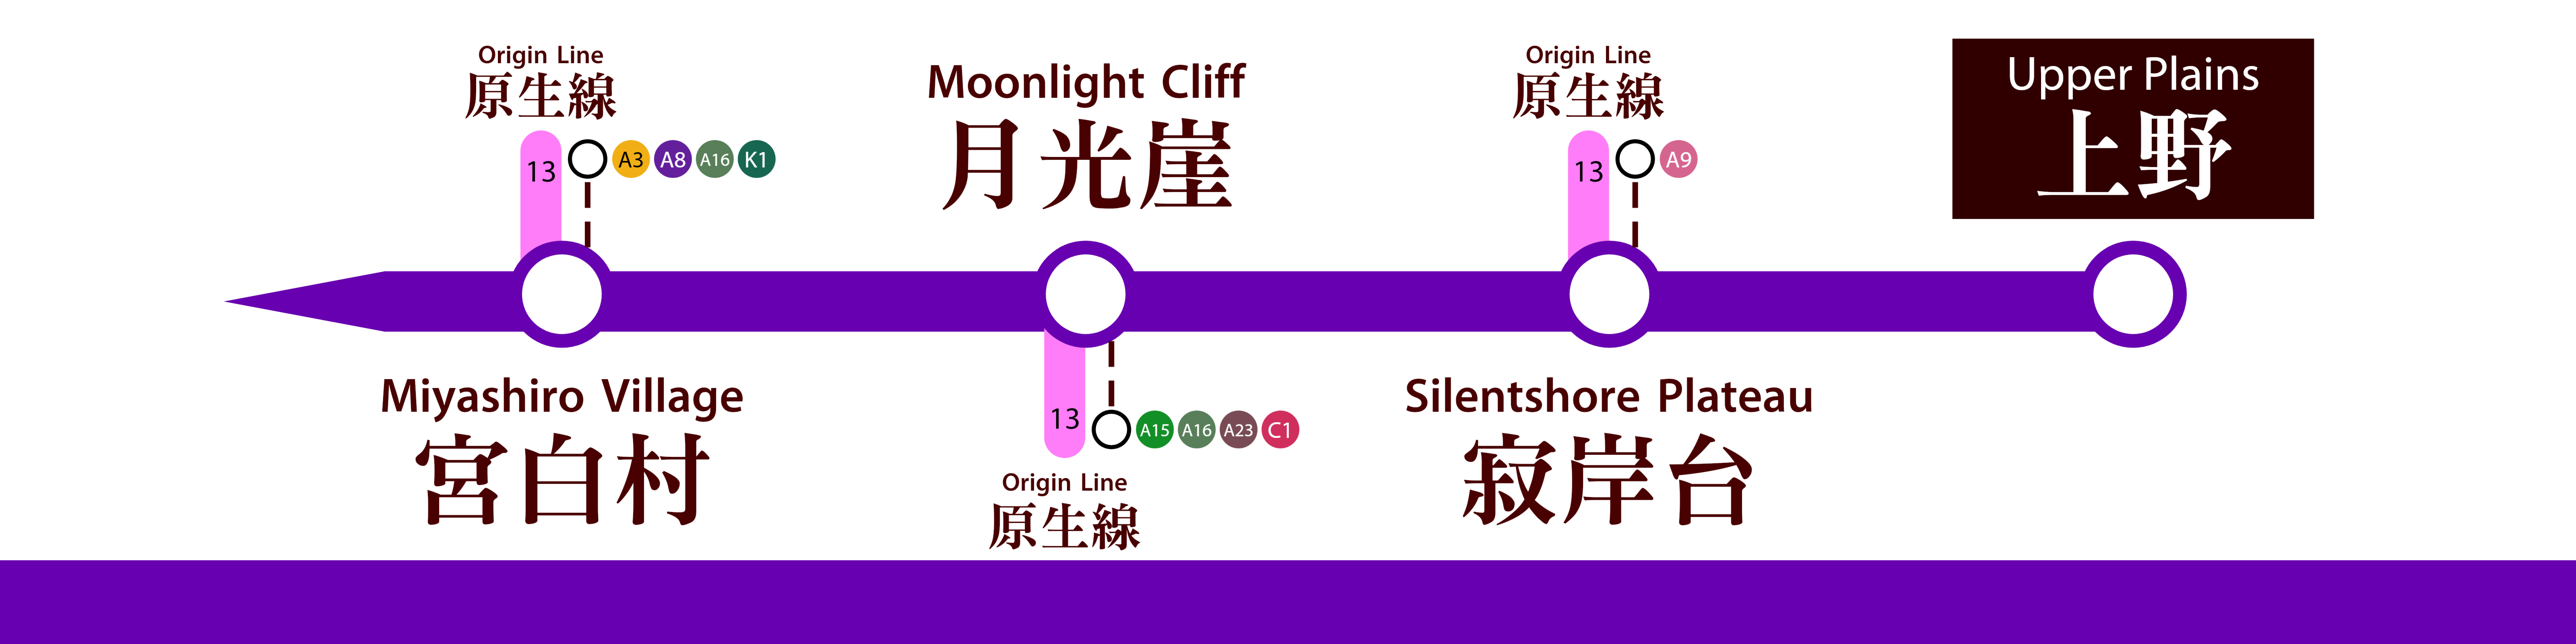 Origin Line
原生線
13
A3 A8 A16 K1
Miyashiro Village
宮白村
Moonlight Cliff
月光崖
13
A15 A16 A23 C1
Origin Line
原生線
Origin Line
原生線
13
A9
Silentshore Plateau
寂岸台
Upper Plains
上野